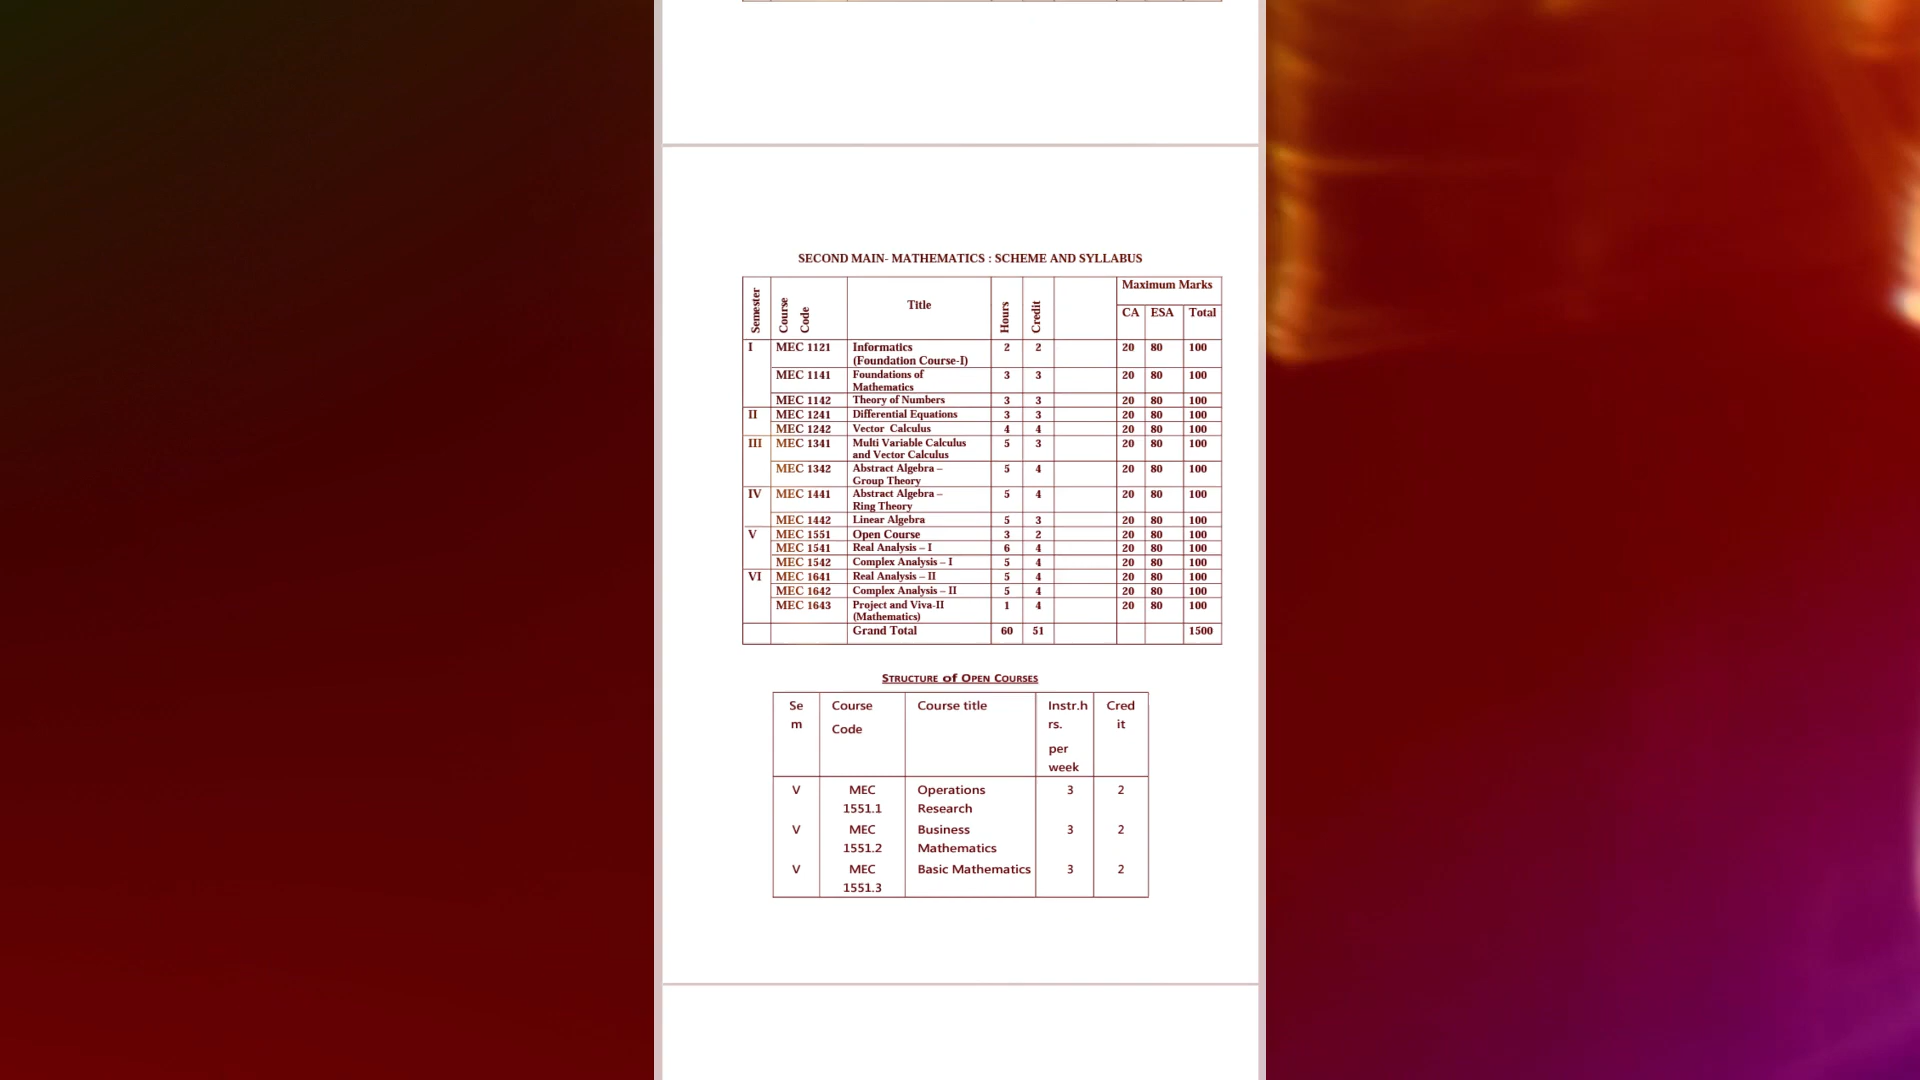 SECOND MAIN- MATHEMATICS : SCHEME AND SYLLABUS
Semester Course Code Title Hours Credit Maximum Marks
CA ESA Total
I MEC 1121 Informatics (Foundation Course-I) 2 2 20 80 100
MEC 1141 Foundations of Mathematics 3 3 20 80 100
MEC 1142 Theory of Numbers 3 3 20 80 100
II MEC 1241 Differential Equations 3 3 20 80 100
MEC 1242 Vector Calculus 4 4 20 80 100
III MEC 1341 Multi Variable Calculus and Vector Calculus 5 3 20 80 100
MEC 1342 Abstract Algebra – Group Theory 5 4 20 80 100
IV MEC 1441 Abstract Algebra – Ring Theory 5 4 20 80 100
MEC 1442 Linear Algebra 5 3 20 80 100
V MEC 1551 Open Course 3 2 20 80 100
MEC 1541 Real Analysis – I 6 4 20 80 100
MEC 1542 Complex Analysis – I 5 4 20 80 100
VI MEC 1641 Real Analysis – II 5 4 20 80 100
MEC 1642 Complex Analysis – II 5 4 20 80 100
MEC 1643 Project and Viva-II (Mathematics) 1 4 20 80 100
Grand Total 60 51 1500
STRUCTURE of OPEN COURSES
Se m Course Code Course title Instr.h rs. per week Cred it
V MEC 1551.1 Operations Research 3 2
V MEC 1551.2 Business Mathematics 3 2
V MEC 1551.3 Basic Mathematics 3 2